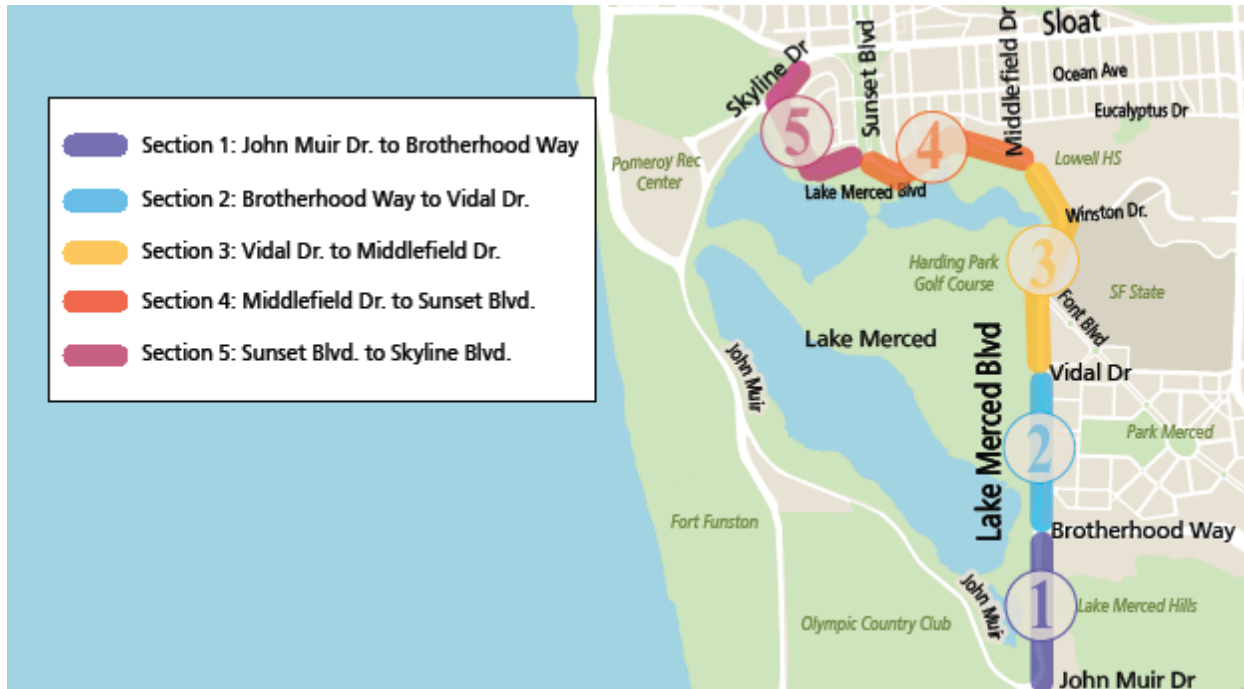 Section 1: John Muir Dr. to Brotherhood Way
Section 2: Brotherhood Way to Vidal Dr.
Section 3: Vidal Dr. to Middlefield Dr.
Section 4: Middlefield Dr. to Sunset Blvd.
Section 5: Sunset Blvd. to Skyline Blvd.
Sloat
Skyline Dr
Sunset Blvd
Middlefield Dr
Ocean Ave
Eucalyptus Dr
5
4
Pomeroy Rec
Center
Lowell HS
Lake Merced Blvd
Winston Dr.
3
Harding Park
Golf Course
SF State
Font Blvd
Lake Merced
John Muir
Vidal Dr
Lake Merced Blvd
2
Park Merced
Fort Funston
Brotherhood Way
John Muir
1
Lake Merced Hills
Olympic Country Club
John Muir Dr